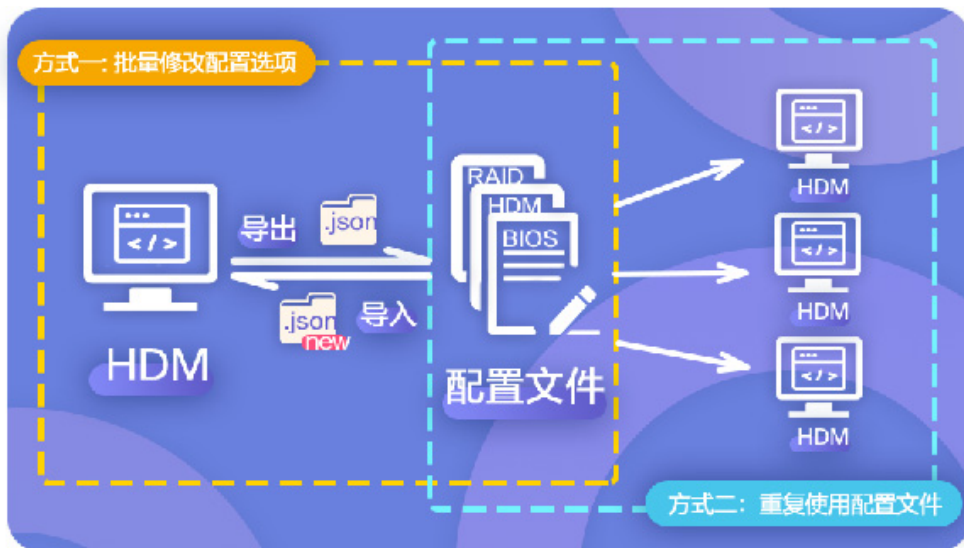 方式一:批量修改配置选项
HDM
导出
.json
.json
new
导入
RAID
HDM
BIOS
配置文件
HDM
HDM
HDM
方式二：重复使用配置文件